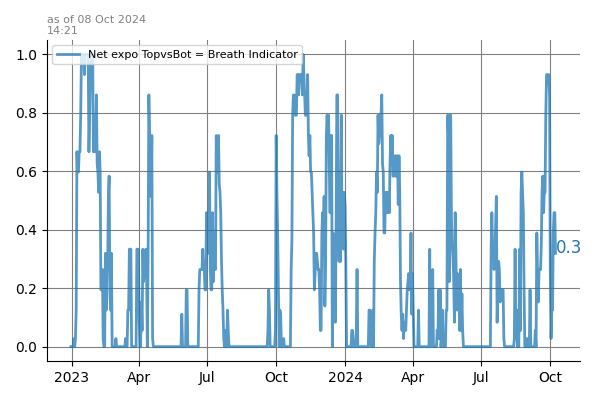 as of 08 Oct 2024
14:21
Net expo TopvsBot = Breath Indicator
1.0
0.8
0.6
0.4
0.3
0.2
0.0
2023 Apr Jul Oct 2024 Apr Jul Oct